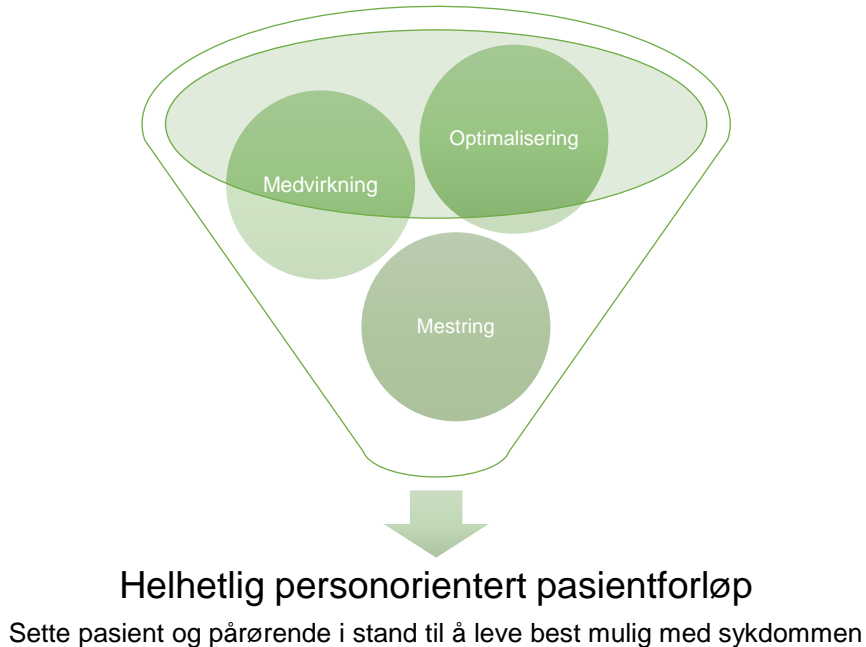 Optimalisering
Medvirkning
Mestring
Helhetlig personorientert pasientforløp
Sette pasient og pårørende i stand til å leve best mulig med sykdommen